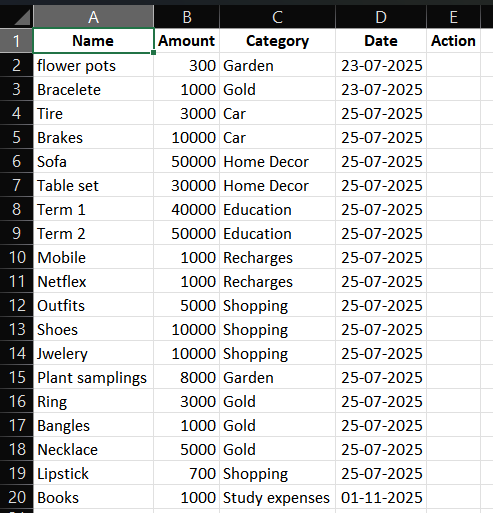 A B C D E
1 Name Amount Category Date Action
2 flower pots 300 Garden 23-07-2025
3 Bracelete 1000 Gold 23-07-2025
4 Tire 3000 Car 25-07-2025
5 Brakes 10000 Car 25-07-2025
6 Sofa 50000 Home Decor 25-07-2025
7 Table set 30000 Home Decor 25-07-2025
8 Term 1 40000 Education 25-07-2025
9 Term 2 50000 Education 25-07-2025
10 Mobile 1000 Recharges 25-07-2025
11 Netflex 1000 Recharges 25-07-2025
12 Outfits 5000 Shopping 25-07-2025
13 Shoes 10000 Shopping 25-07-2025
14 Jwelery 10000 Shopping 25-07-2025
15 Plant samplings 8000 Garden 25-07-2025
16 Ring 3000 Gold 25-07-2025
17 Bangles 1000 Gold 25-07-2025
18 Necklace 5000 Gold 25-07-2025
19 Lipstick 700 Shopping 25-07-2025
20 Books 1000 Study expenses 01-11-2025